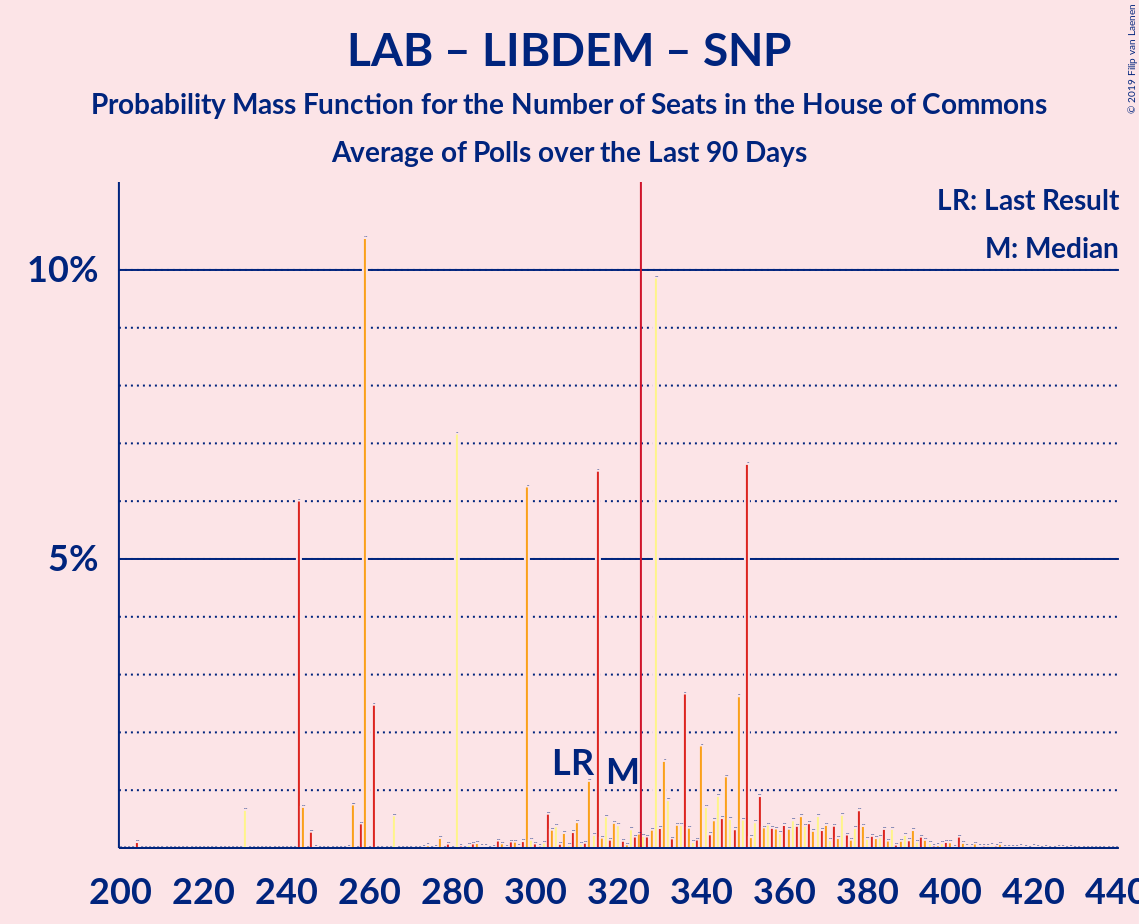 LAB – LIBDEM – SNP
Probability Mass Function for the Number of Seats in the House of Commons
Average of Polls over the Last 90 Days
© 2019 Filip van Laenen
LR: Last Result
M: Median
10%
5%
LR
M
200 220 240 260 280 300 320 340 360 380 400 420 440